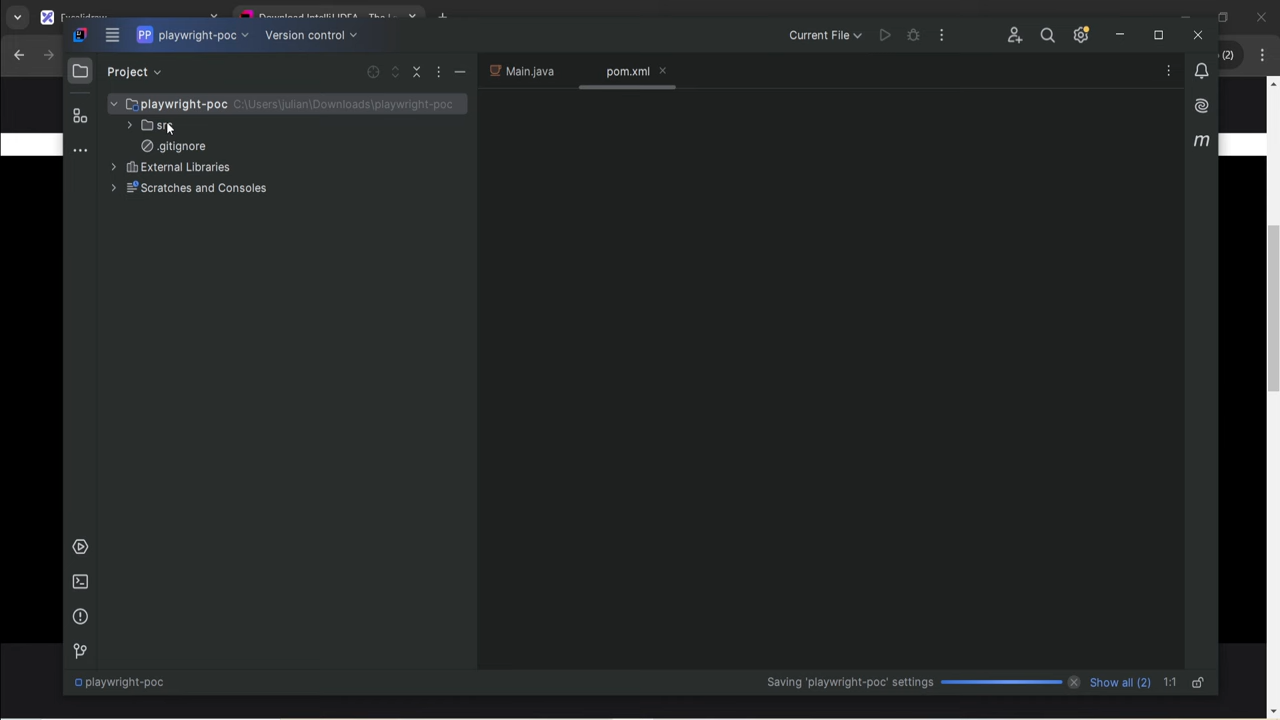 PP playwright-poc Version control Current File
(2)
Project
Main.java pom.xml
playwright-poc C:\Users\julian\Downloads\playwright-poc
src
.gitignore
External Libraries
Scratches and Consoles
m
playwright-poc Saving 'playwright-poc' settings Show all (2) 1:1